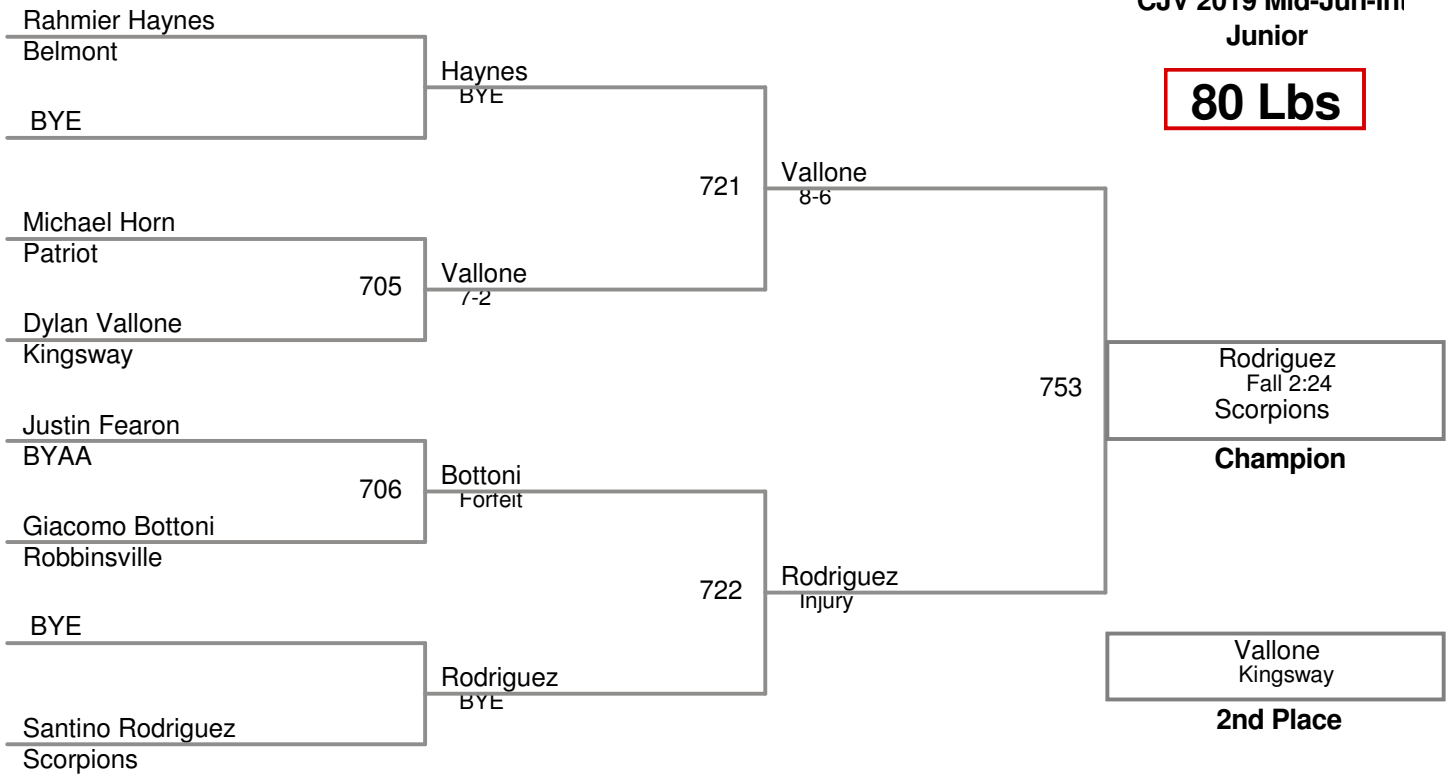 CJV 2019 Mid-Jun-Int
Junior
80 Lbs
Rahmier Haynes
Belmont
BYE
Michael Horn
Patriot
705
Dylan Vallone
Kingsway
Justin Fearon
BYAA
706
Giacomo Bottoni
Robbinsville
BYE
Santino Rodriguez
Scorpions
Haynes
BYE
721
Vallone
7-2
Bottoni
Forfeit
722
Rodriguez
BYE
Vallone
8-6
753
Rodriguez
Injury
Rodriguez
Fall 2:24
Scorpions
Champion
Vallone
Kingsway
2nd Place